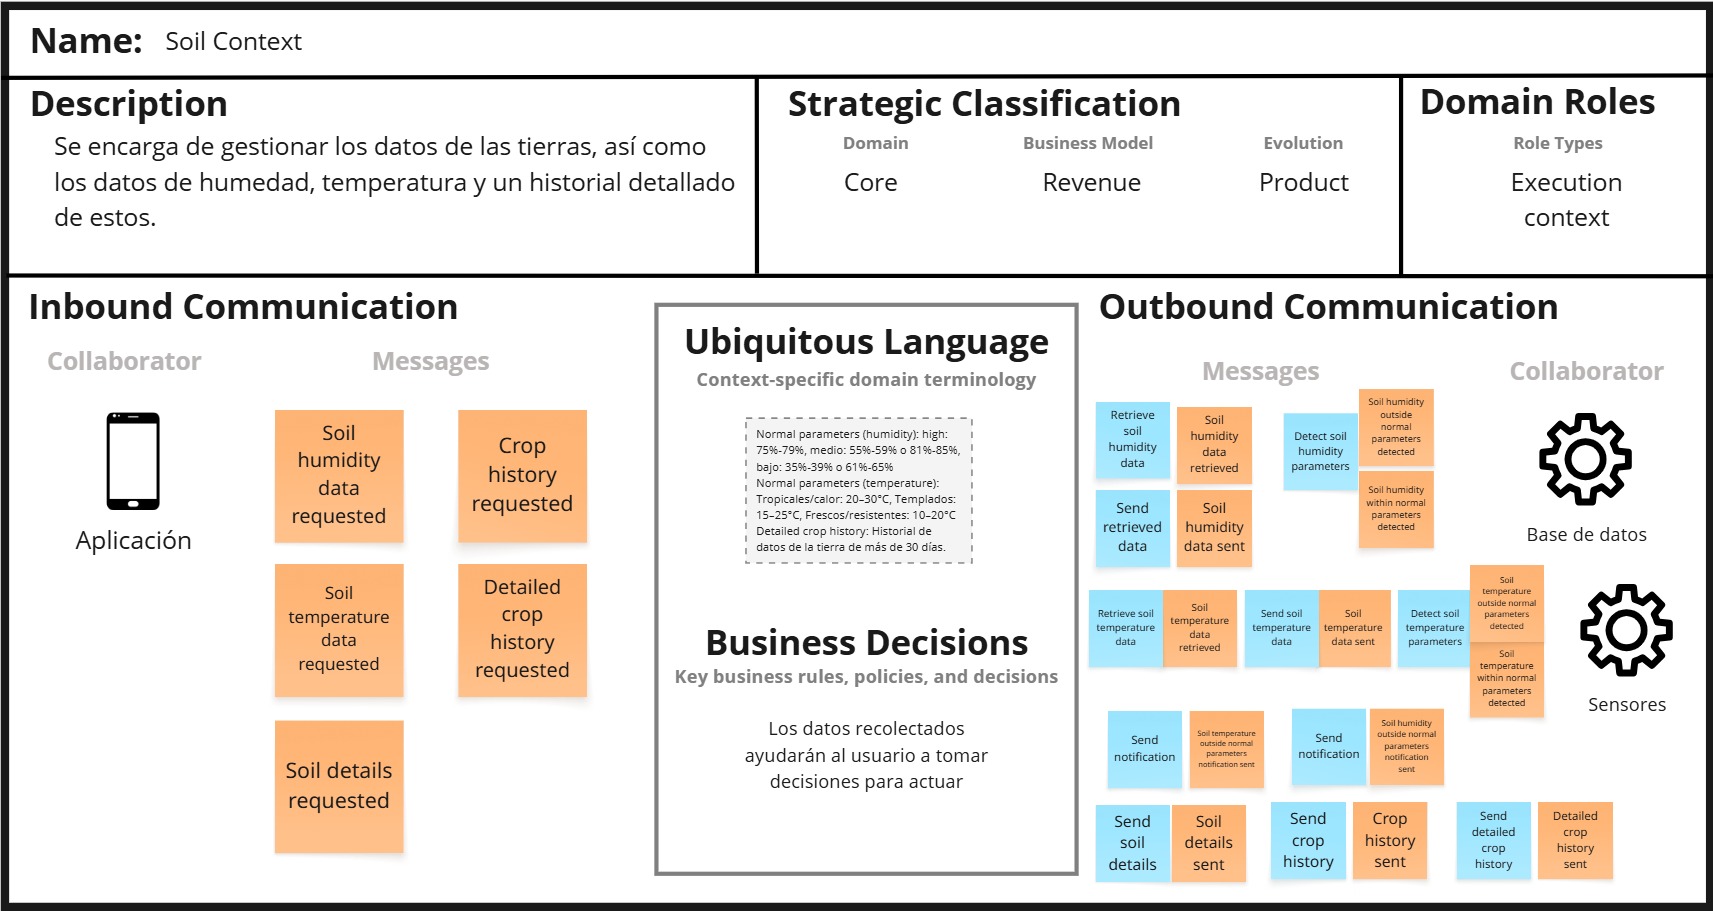 Name: Soil Context
Description
Se encarga de gestionar los datos de las tierras, así como
los datos de humedad, temperatura y un historial detallado
de estos.
Strategic Classification
Domain
Business Model
Evolution
Core
Revenue
Product
Domain Roles
Role Types
Execution
context
Inbound Communication
Collaborator
Messages
Aplicación
Soil
humidity
data
requested
Crop
history
requested
Soil
temperature
data
requested
Detailed
crop
history
requested
Soil details
requested
Ubiquitous Language
Context-specific domain terminology
Normal parameters (humidity): high:
75%-79%, medio: 55%-59% o 81%-85%,
bajo: 35%-39% o 61%-65%
Normal parameters (temperature):
Tropicales/calor: 20–30°C, Templados:
15–25°C, Frescos/resistentes: 10–20°C
Detailed crop history: Historial de
datos de la tierra de más de 30 días.
Business Decisions
Key business rules, policies, and decisions
Los datos recolectados
ayudarán al usuario a tomar
decisiones para actuar
Outbound Communication
Messages
Collaborator
Retrieve
soil
humidity
data
Soil
humidity
data
retrieved
Detect soil
humidity
parameters
Soil humidity
outside
normal
parameters
detected
Soil humidity
within normal
parameters
detected
Send
retrieved
data
Soil
humidity
data sent
Base de datos
Retrieve soil
temperature
data
Soil
temperature
data
retrieved
Send soil
temperature
data
Soil
temperature
data sent
Detect soil
temperature
parameters
Soil
temperature
outside normal
parameters
detected
Soil
temperature
within normal
parameters
detected
Sensores
Send
notification
Soil temperature
outside normal
parameters
notification sent
Send
notification
Soil humidity
outside normal
parameters
notification
sent
Send
soil
details
Soil
details
sent
Send
crop
history
Crop
history
sent
Send
detailed
crop
history
Detailed
crop
history
sent